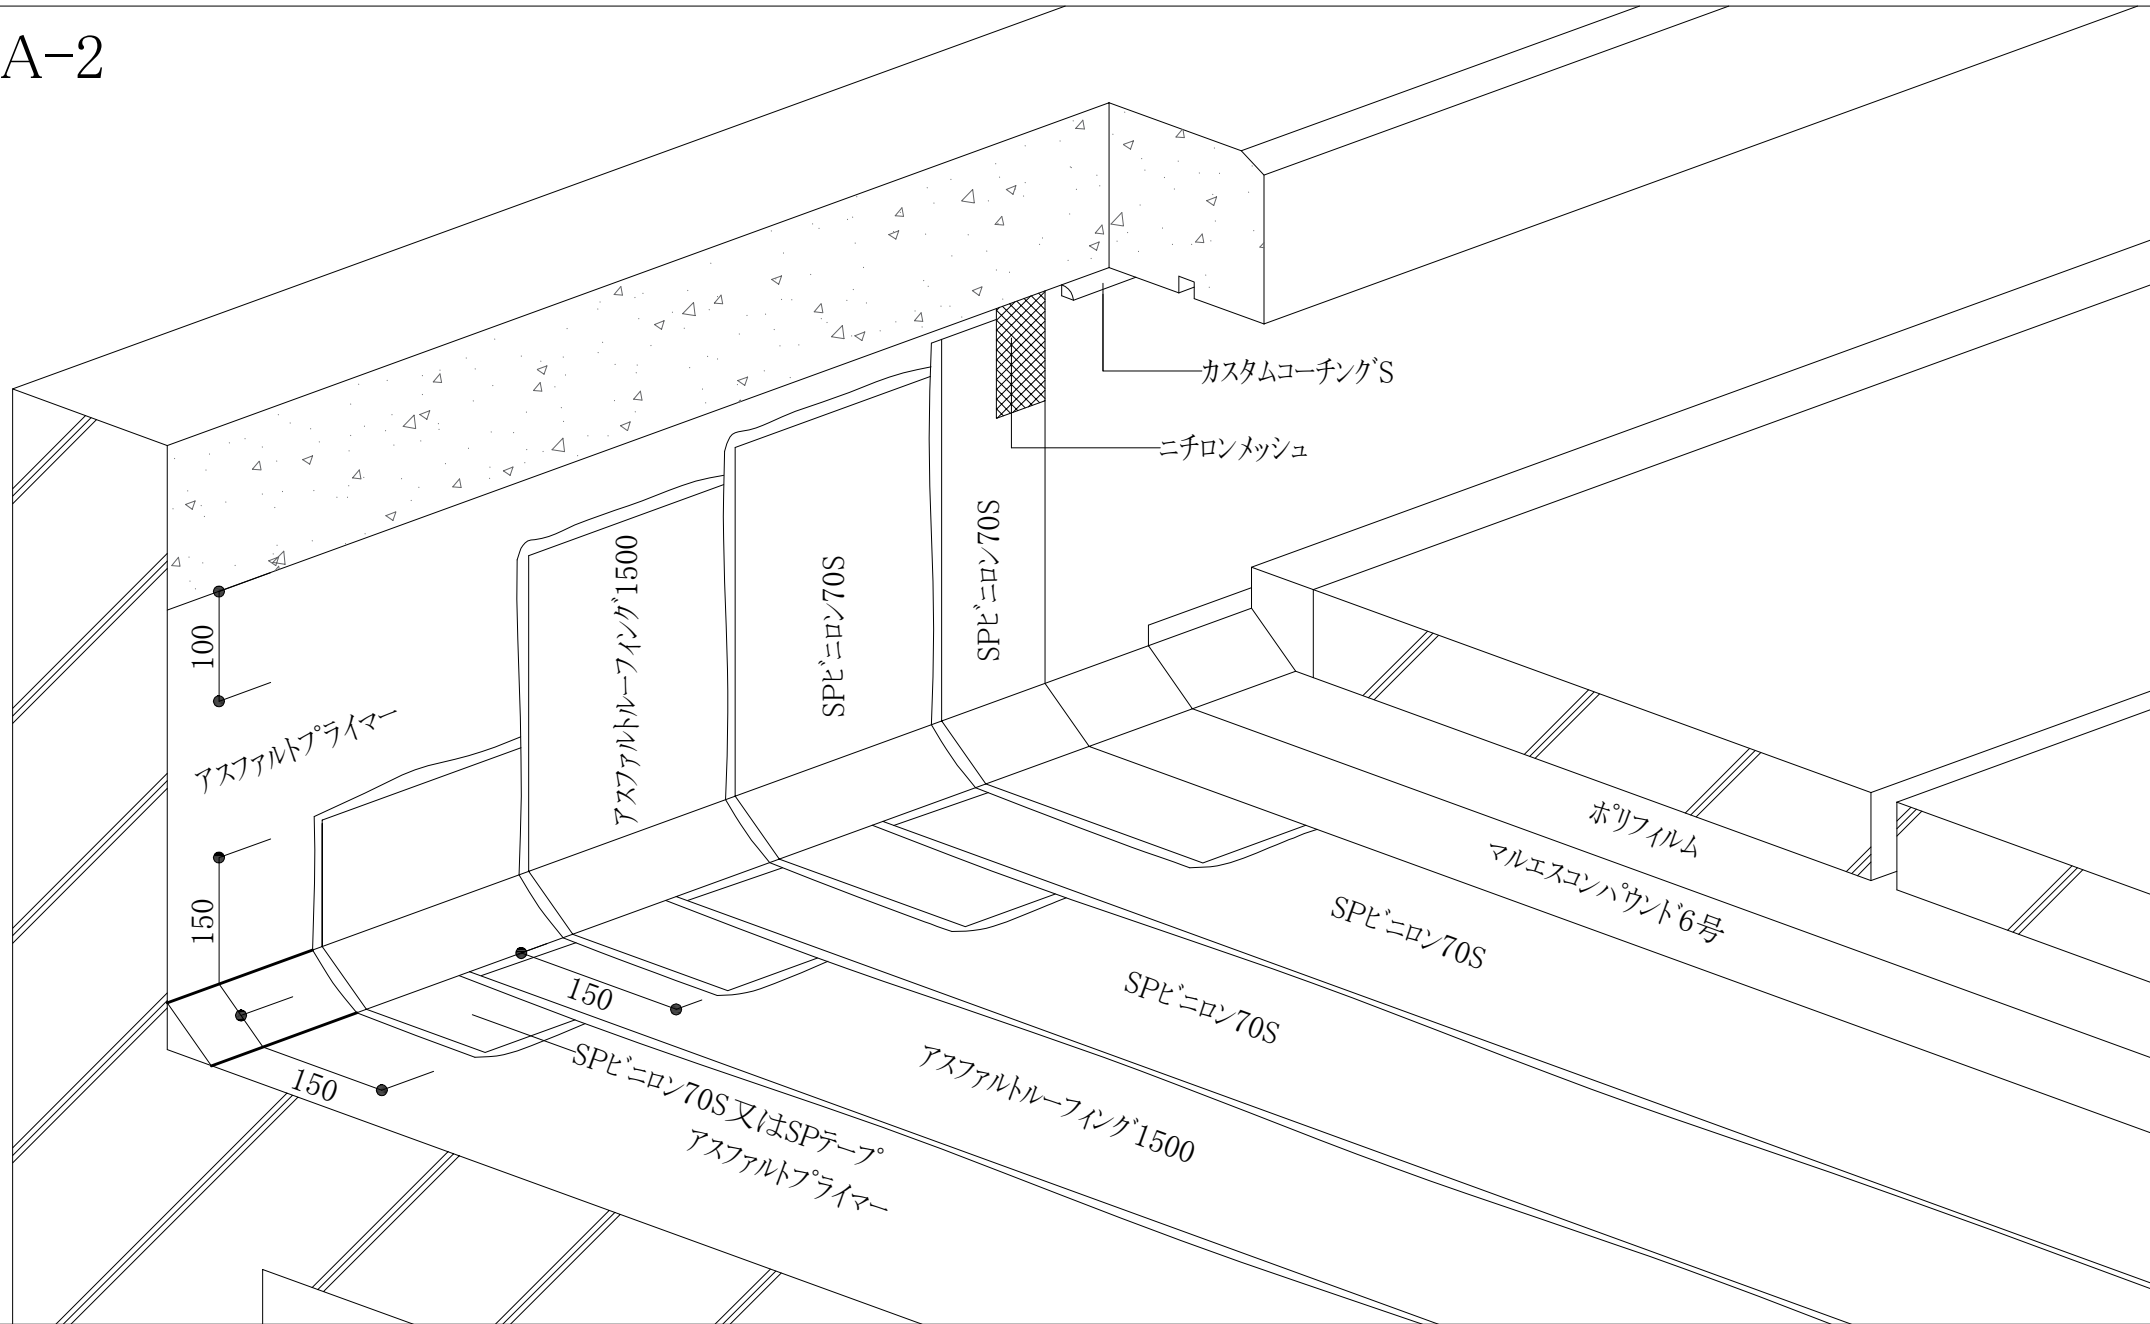 A-2
カスタムコーチングS
ニチロンメッシュ
SPビニロン70S
SPビニロン70S
アスファルトルーフィング1500
100
アスファルトプライマー
150
150
150
ポリフィルム
マルエスコンパウンド6号
SPビニロン70S
SPビニロン70S
アスファルトルーフィング1500
SPビニロン70S又はSPテープ
アスファルトプライマー